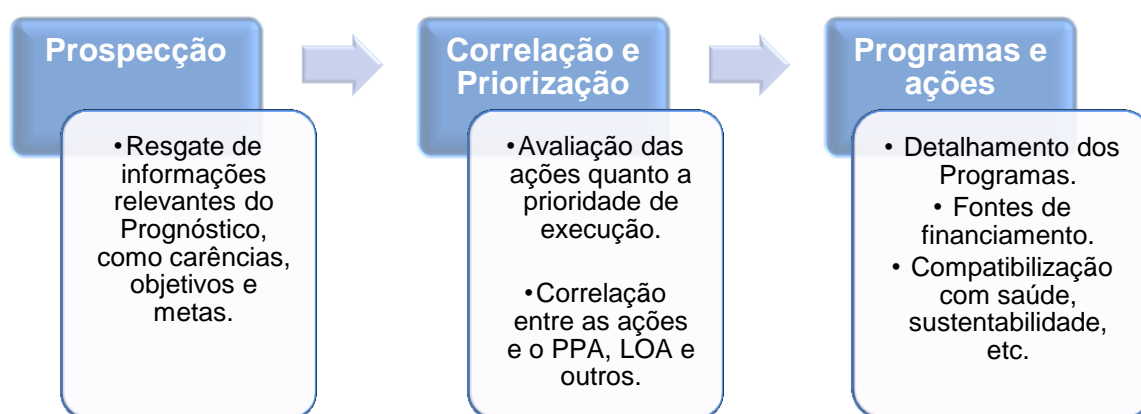 Prospecção
•Resgate de
informações
relevantes do
Prognóstico,
como carências,
objetivos e
metas.
Correlação e
Priorização
•Avaliação das
ações quanto a
prioridade de
execução.
•Correlação
entre as ações
e o PPA, LOA e
outros.
Programas e
ações
• Detalhamento dos
Programas.
• Fontes de
financiamento.
• Compatibilização
com saúde,
sustentabilidade,
etc.